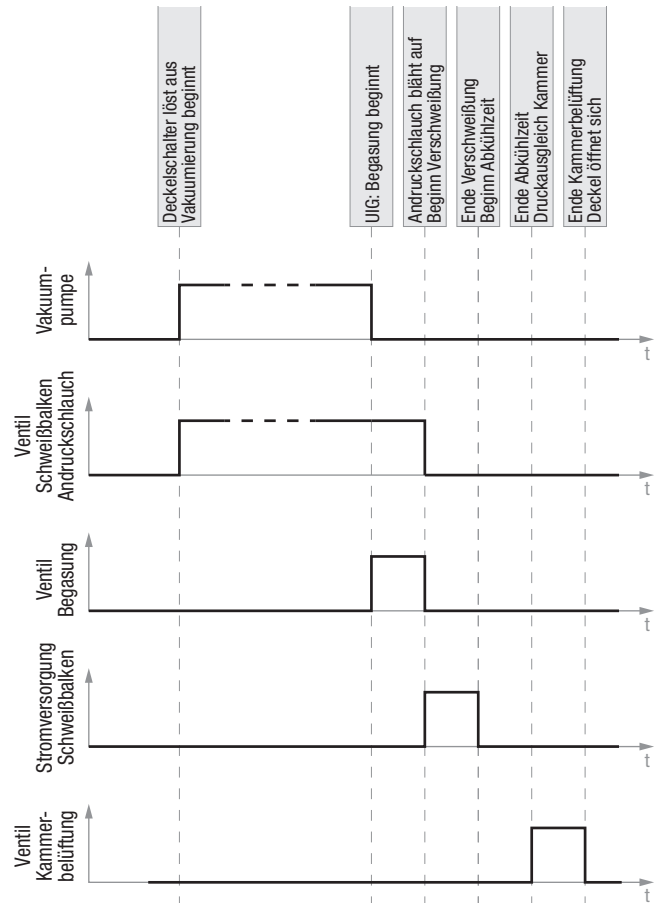 Deckelschalter löst aus
Vakuumierung beginnt
UIG: Begasung beginnt
Andruckschlauch bläht auf
Beginn Verschweißung
Ende Verschweißung
Beginn Abkühlzeit
Ende Abkühlzeit
Druckausgleich Kammer
Ende Kammerbelüftung
Deckel öffnet sich
Vakuum-
pumpe
t
Ventil
Schweißbalken
Andruckschlauch
t
Ventil
Begasung
t
Stromversorgung
Schweißbalken
t
Ventil
Kammer-
belüftung
t